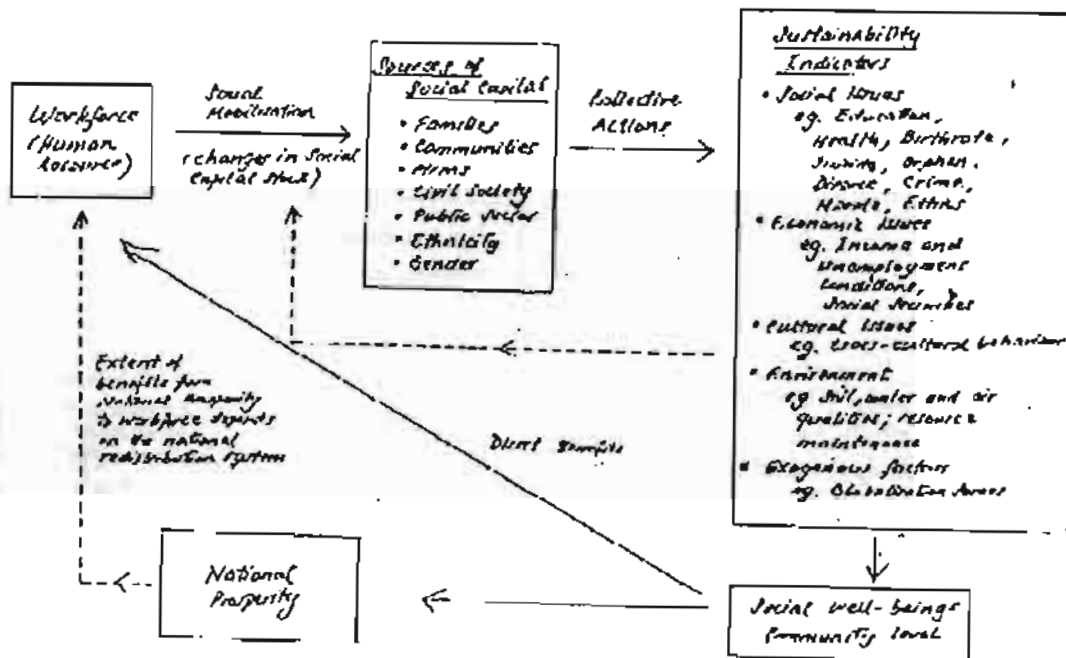 Workforce
(Human
Resource)
Social
Mobilisation
(changes in Social
Capital Stock)
Sources of
Social Capital
• Families
• Communities
• Firms
• Civil Society
• Public Sector
• Ethnicity
• Gender
Collective
Actions
Sustainability
Indicators
• Social Issues
eg. Education,
Health, Birthrate,
Orphan,
Divorce, Crime,
Morals, Ethics
• Economic Issues
eg. Income and
Unemployment
Conditions,
Social Securities
• Cultural Issues
eg. cultural behaviour
• Environment
eg Soil, water and air
qualities; resource
maintenance
• Exogenous factors
eg. Globalisation forces
Extent of
benefits from
National Prosperity
to workforce depends
on the national
redistribution system
Direct Benefits
National
Prosperity
Social well-beings
Community level